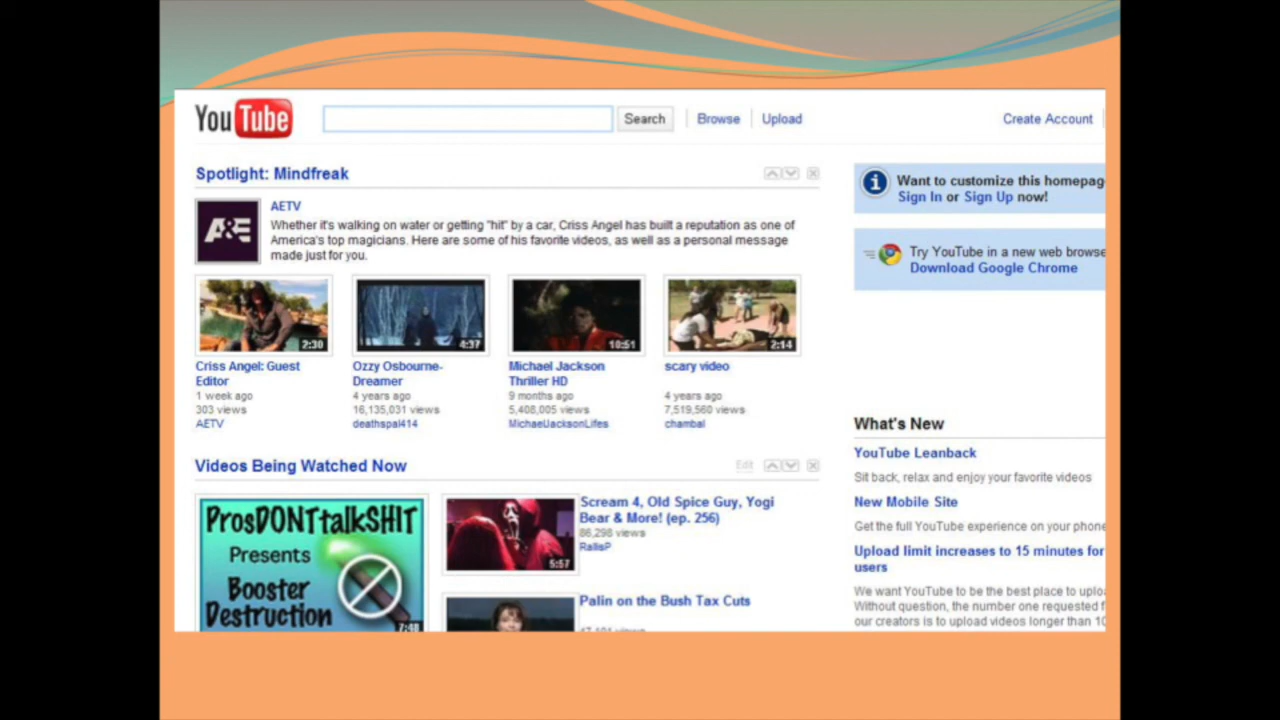 YouTube
Search
Browse
Upload
Create Account
Spotlight: Mindfreak
AETV
Whether it's walking on water or getting "hit" by a car, Criss Angel has built a reputation as one of
America's top magicians. Here are some of his favorite videos, as well as a personal message
made just for you.
A&E
2:30
4:37
10:51
2:14
Criss Angel: Guest
Editor
1 week ago
303 views
AETV
Ozzy Osbourne-
Dreamer
4 years ago
16,135,031 views
deathspal414
Michael Jackson
Thriller HD
9 months ago
5,408,005 views
MichaelJacksonLifes
scary video
4 years ago
7,519,560 views
chambal
Videos Being Watched Now
Edit
ProsDONTtalkSHIT
Presents
Booster
Destruction
7:48
5:57
Scream 4, Old Spice Guy, Yogi
Bear & More! (ep. 256)
86,298 views
RallisP
Palin on the Bush Tax Cuts
views
Want to customize this homepag
Sign In or Sign Up now!
Try YouTube in a new web browse
Download Google Chrome
What's New
YouTube Leanback
Sit back, relax and enjoy your favorite videos
New Mobile Site
Get the full YouTube experience on your phone
Upload limit increases to 15 minutes for
users
We want YouTube to be the best place to uploa
Without question, the number one requested f
our creators is to upload videos longer than 10